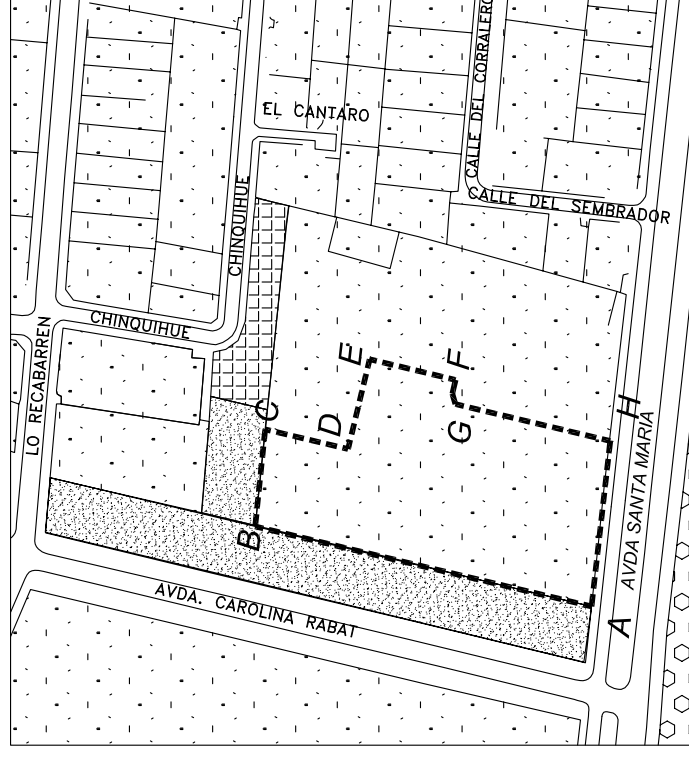 EL CANTARO
CALLE DEL CORRALERO
CALLE DEL SEMBRADOR
CHINQUIHUE
CHINQUIHUE
LO RECABARREN
E
F
C
D
G
H
B
AVDA SANTA MARIA
AVDA. CAROLINA RABAT
A